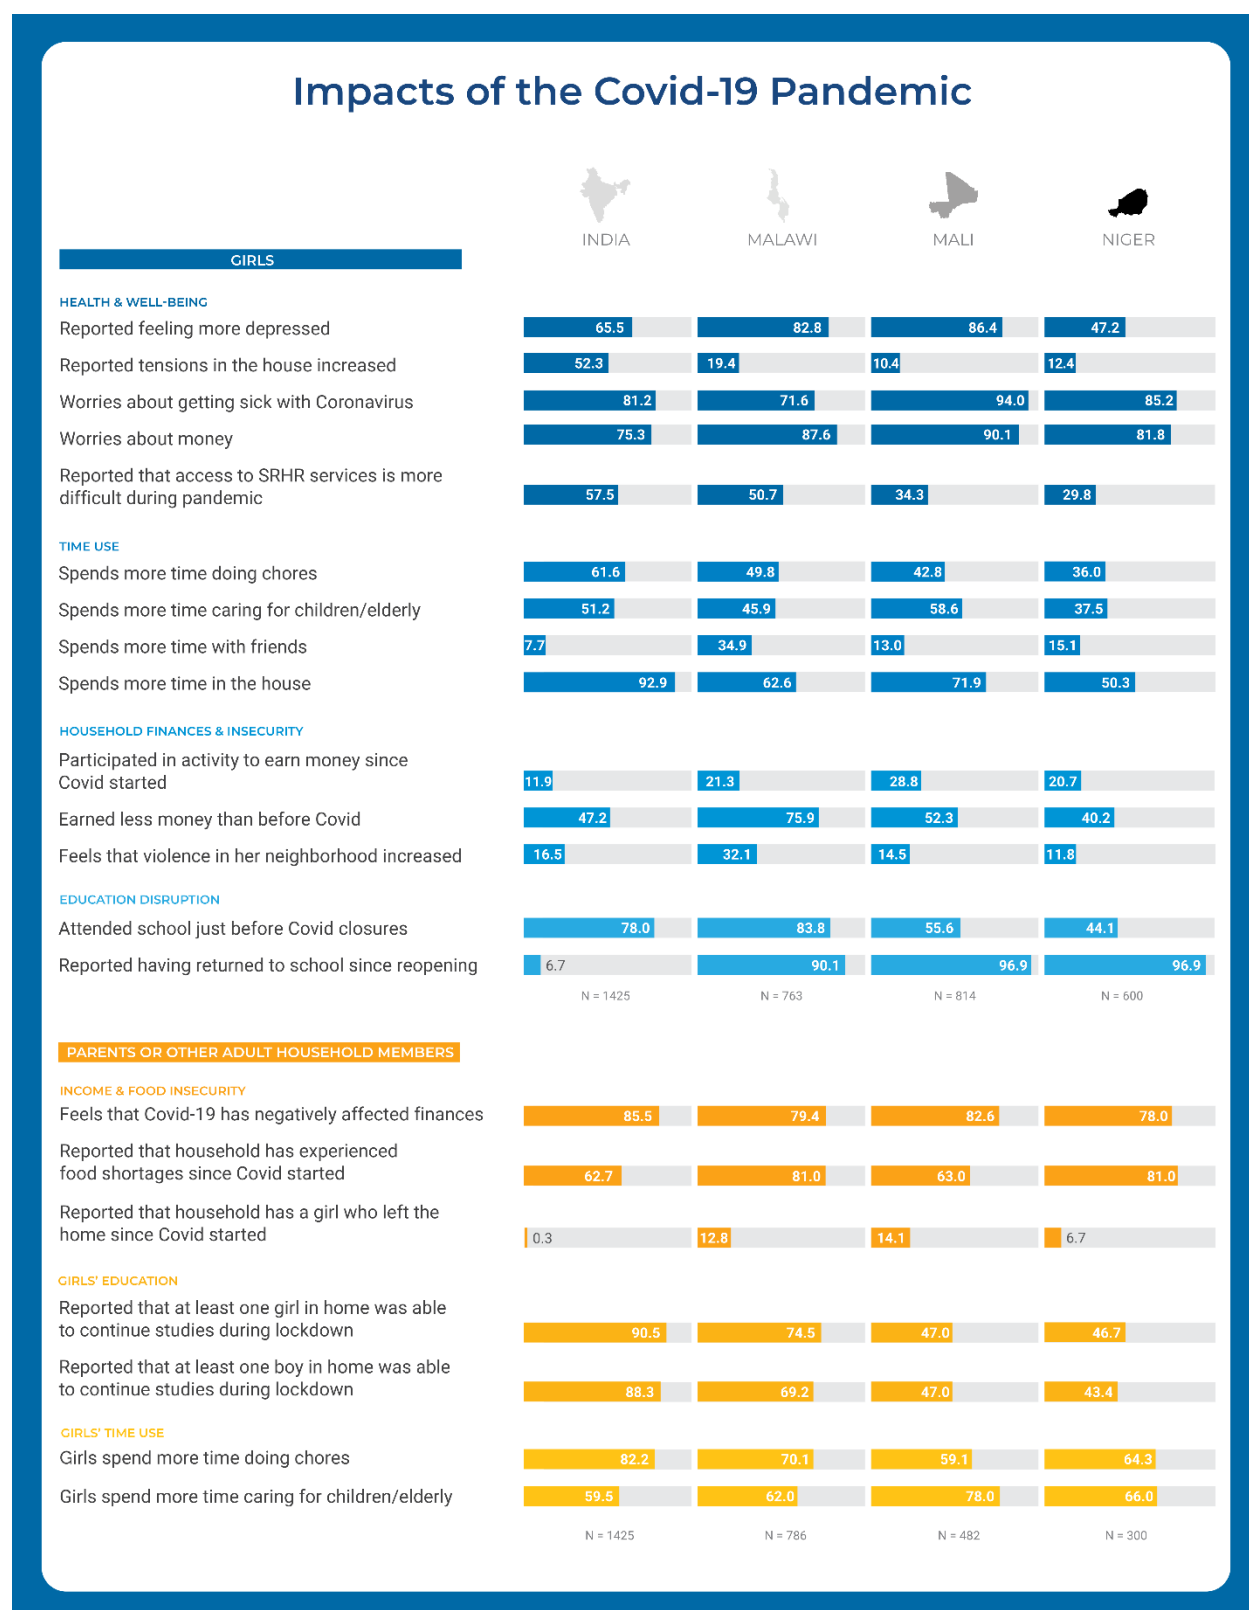 Impacts of the Covid-19 Pandemic
INDIA MALAWI MALI NIGER
GIRLS
HEALTH & WELL-BEING
Reported feeling more depressed 65.5 82.8 86.4 47.2
Reported tensions in the house increased 52.3 19.4 10.4 12.4
Worries about getting sick with Coronavirus 81.2 71.6 94.0 85.2
Worries about money 75.3 87.6 90.1 81.8
Reported that access to SRHR services is more
difficult during pandemic 57.5 50.7 34.3 29.8
TIME USE
Spends more time doing chores 61.6 49.8 42.8 36.0
Spends more time caring for children/elderly 51.2 45.9 58.6 37.5
Spends more time with friends 7.7 34.9 13.0 15.1
Spends more time in the house 92.9 62.6 71.9 50.3
HOUSEHOLD FINANCES & INSECURITY
Participated in activity to earn money since
Covid started 11.9 21.3 28.8 20.7
Earned less money than before Covid 47.2 75.9 52.3 40.2
Feels that violence in her neighborhood increased 16.5 32.1 14.5 11.8
EDUCATION DISRUPTION
Attended school just before Covid closures 78.0 83.8 55.6 44.1
Reported having returned to school since reopening 6.7 90.1 96.9 96.9
N = 1425 N = 763 N = 814 N = 600
PARENTS OR OTHER ADULT HOUSEHOLD MEMBERS
INCOME & FOOD INSECURITY
Feels that Covid-19 has negatively affected finances 85.5 79.4 82.6 78.0
Reported that household has experienced
food shortages since Covid started 62.7 81.0 63.0 81.0
Reported that household has a girl who left the
home since Covid started 0.3 12.8 14.1 6.7
GIRLS' EDUCATION
Reported that at least one girl in home was able
to continue studies during lockdown 90.5 74.5 47.0 46.7
Reported that at least one boy in home was able
to continue studies during lockdown 88.3 69.2 47.0 43.4
GIRLS' TIME USE
Girls spend more time doing chores 82.2 70.1 59.1 64.3
Girls spend more time caring for children/elderly 59.5 62.0 78.0 66.0
N = 1425 N = 786 N = 482 N = 300